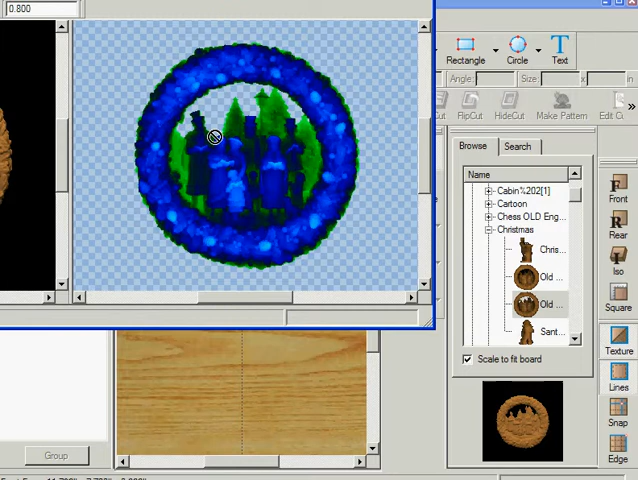 0.800
Rectangle
Circle
Text
Angle:
Size:
x
in
FlipCut
HideCut
Make Pattern
Edit
»
Browse
Search
Name
Cabin%202[1]
Cartoon
Chess OLD Eng...
Christmas
Chris...
Old ...
Old ...
Sant...
Scale to fit board
Front
Rear
Iso
Square
Texture
Lines
Snap
Edge
Group